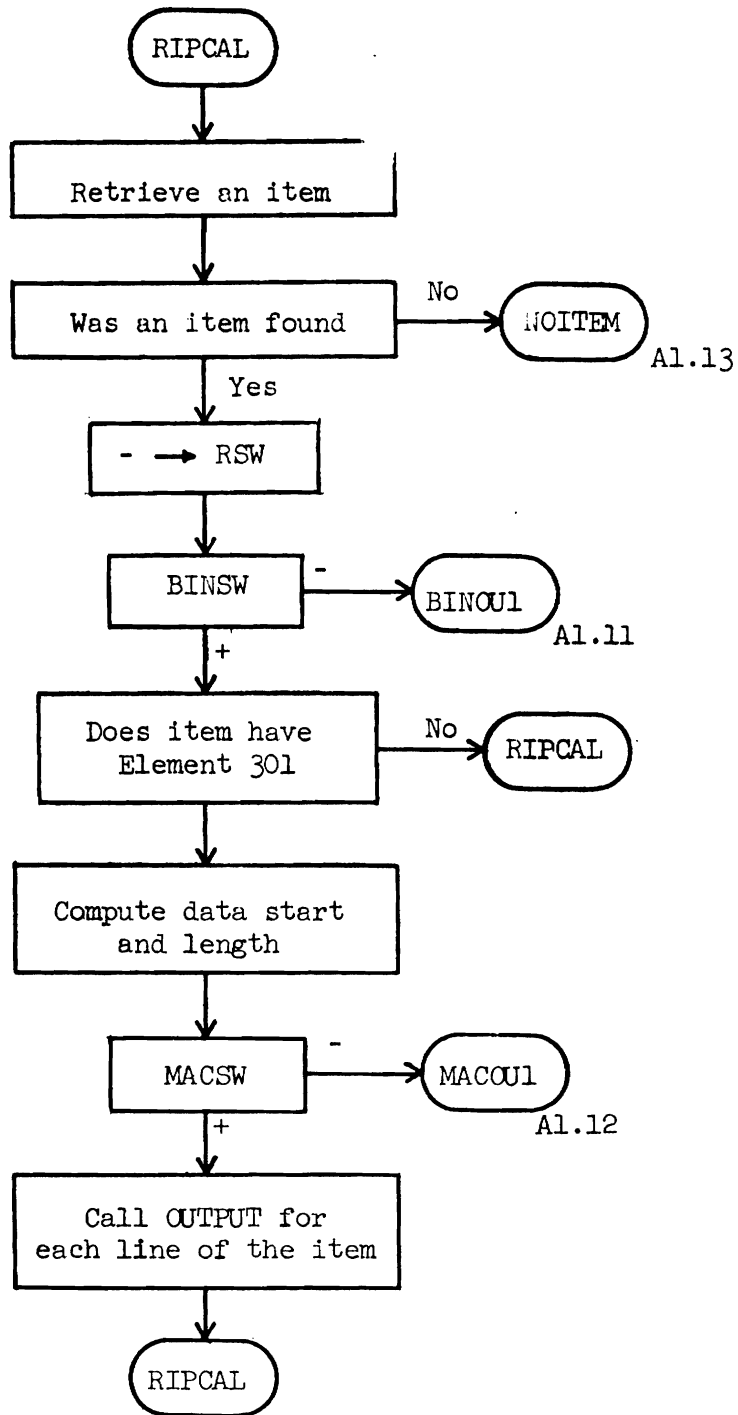 RIPCAL
Retrieve an item
Was an item found
No
NOITEM
A1.13
Yes
- → RSW
BINSW
-
BINOU1
A1.11
+
Does item have
Element 301
No
RIPCAL
Compute data start
and length
MACSW
-
MACOU1
A1.12
+
Call OUTPUT for
each line of the item
RIPCAL